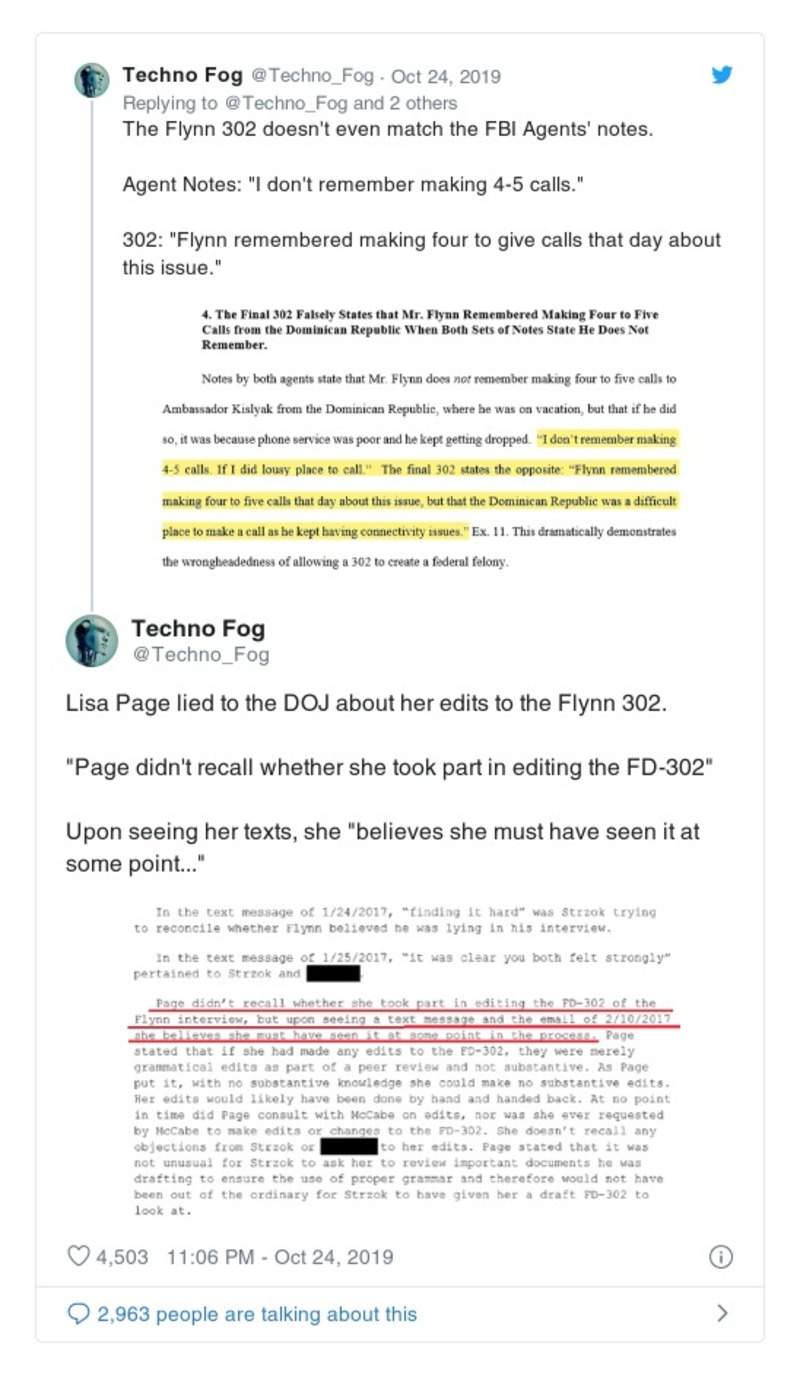 Techno Fog @Techno_Fog · Oct 24, 2019
Replying to @Techno_Fog and 2 others
The Flynn 302 doesn't even match the FBI Agents' notes.
Agent Notes: "I don't remember making 4-5 calls."
302: "Flynn remembered making four to give calls that day about
this issue."
4. The Final 302 Falsely States that Mr. Flynn Remembered Making Four to Five
Calls from the Dominican Republic When Both Sets of Notes State He Does Not
Remember.
Notes by both agents state that Mr. Flynn does not remember making four to five calls to
Ambassador Kislyak from the Dominican Republic, where he was on vacation, but that if he did
so, it was because phone service was poor and he kept getting dropped. "I don't remember making
4-5 calls. If I did lousy place to call." The final 302 states the opposite: "Flynn remembered
making four to five calls that day about this issue, but that the Dominican Republic was a difficult
place to make a call as he kept having connectivity issues." Ex. 11. This dramatically demonstrates
the wrongheadedness of allowing a 302 to create a federal felony.
Techno Fog
@Techno_Fog
Lisa Page lied to the DOJ about her edits to the Flynn 302.
"Page didn't recall whether she took part in editing the FD-302"
Upon seeing her texts, she "believes she must have seen it at
some point..."
In the text message of 1/24/2017, "finding it hard" was Strzok trying
to reconcile whether Flynn believed he was lying in his interview.
In the text message of 1/25/2017, "it was clear you both felt strongly"
pertained to Strzok and
Page didn't recall whether she took part in editing the FD-302 of the
Flynn interview, but upon seeing a text message and the email of 2/10/2017
she believes she must have seen it at some point in the process. Page
stated that if she had made any edits to the FD-302, they were merely
grammatical edits as part of a peer review and not substantive. As Page
put it, with no substantive knowledge she could make no substantive edits.
Her edits would likely have been done by hand and handed back. At no point
in time did Page consult with McCabe on edits, nor was she ever requested
by McCabe to make edits or changes to the FD-302. She doesn't recall any
objections from Strzok or to her edits. Page stated that it was
not unusual for Strzok to ask her to review important documents he was
drafting to ensure the use of proper grammar and therefore would not have
been out of the ordinary for Strzok to have given her a draft FD-302 to
look at.
4,503 11:06 PM - Oct 24, 2019
2,963 people are talking about this